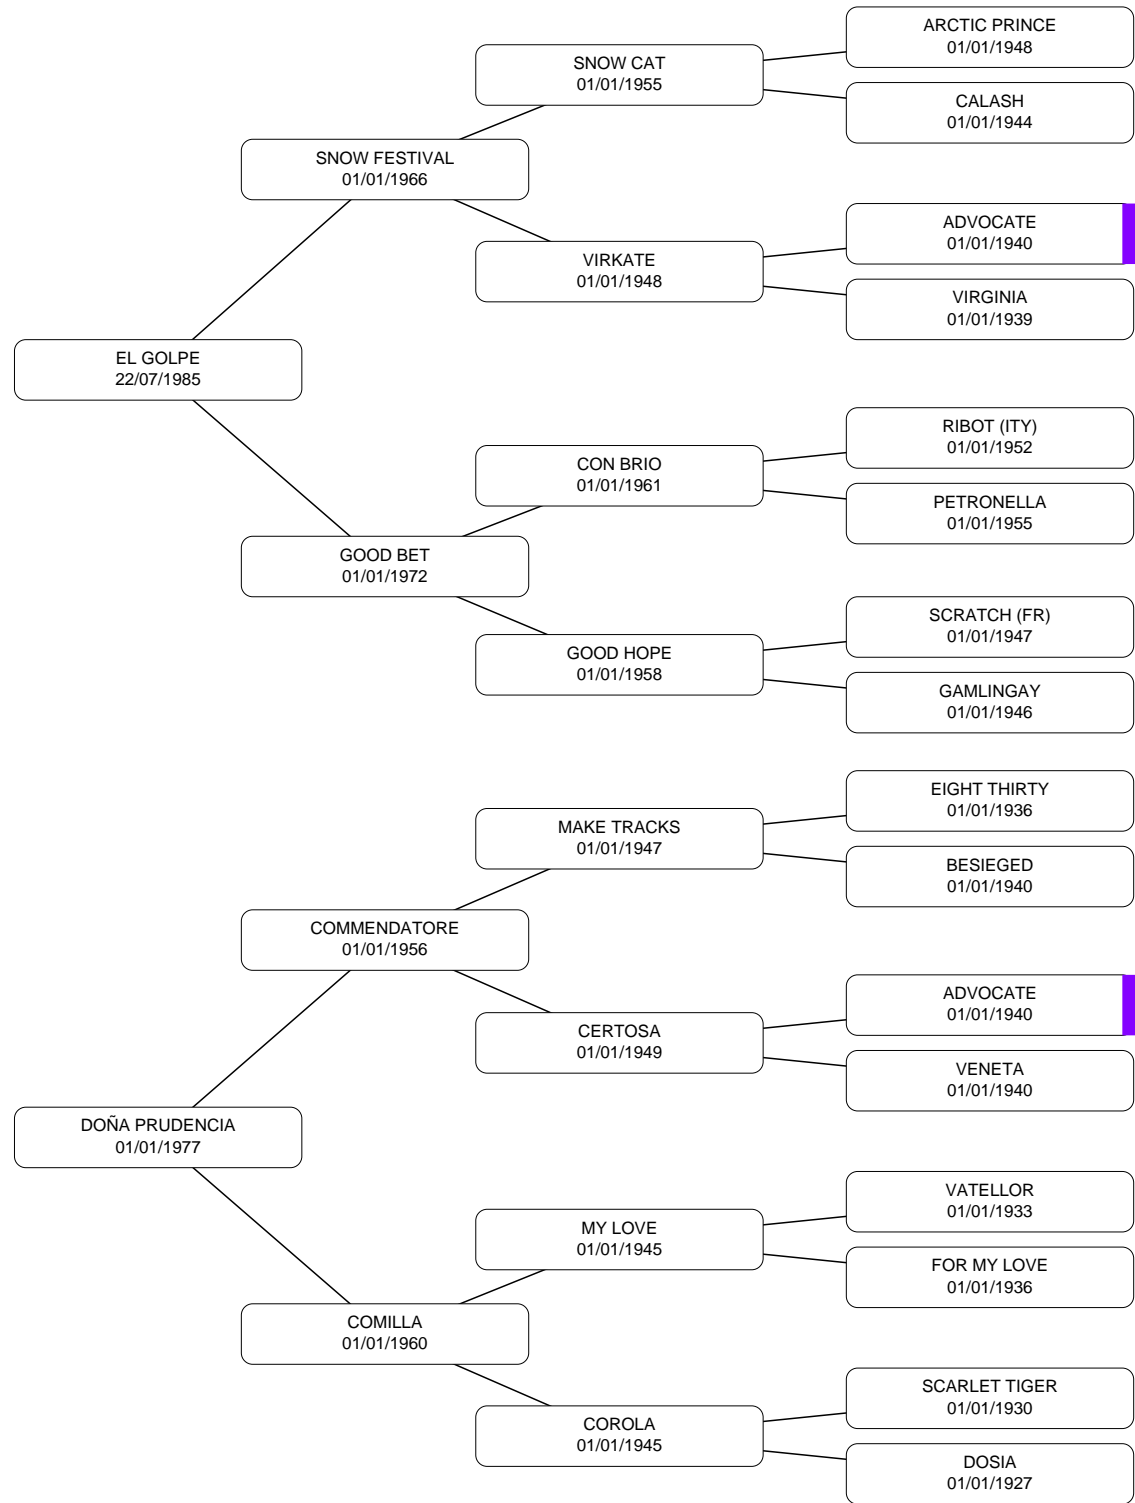 ARCTIC PRINCE
01/01/1948
SNOW CAT
01/01/1955
CALASH
01/01/1944
SNOW FESTIVAL
01/01/1966
ADVOCATE
01/01/1940
VIRKATE
01/01/1948
VIRGINIA
01/01/1939
EL GOLPE
22/07/1985
RIBOT (ITY)
01/01/1952
CON BRIO
01/01/1961
PETRONELLA
01/01/1955
GOOD BET
01/01/1972
SCRATCH (FR)
01/01/1947
GOOD HOPE
01/01/1958
GAMLINGAY
01/01/1946
EIGHT THIRTY
01/01/1936
MAKE TRACKS
01/01/1947
BESIEGED
01/01/1940
COMMENDATORE
01/01/1956
ADVOCATE
01/01/1940
CERTOSA
01/01/1949
VENETA
01/01/1940
DOÑA PRUDENCIA
01/01/1977
VATELLOR
01/01/1933
MY LOVE
01/01/1945
FOR MY LOVE
01/01/1936
COMILLA
01/01/1960
SCARLET TIGER
01/01/1930
COROLA
01/01/1945
DOSIA
01/01/1927